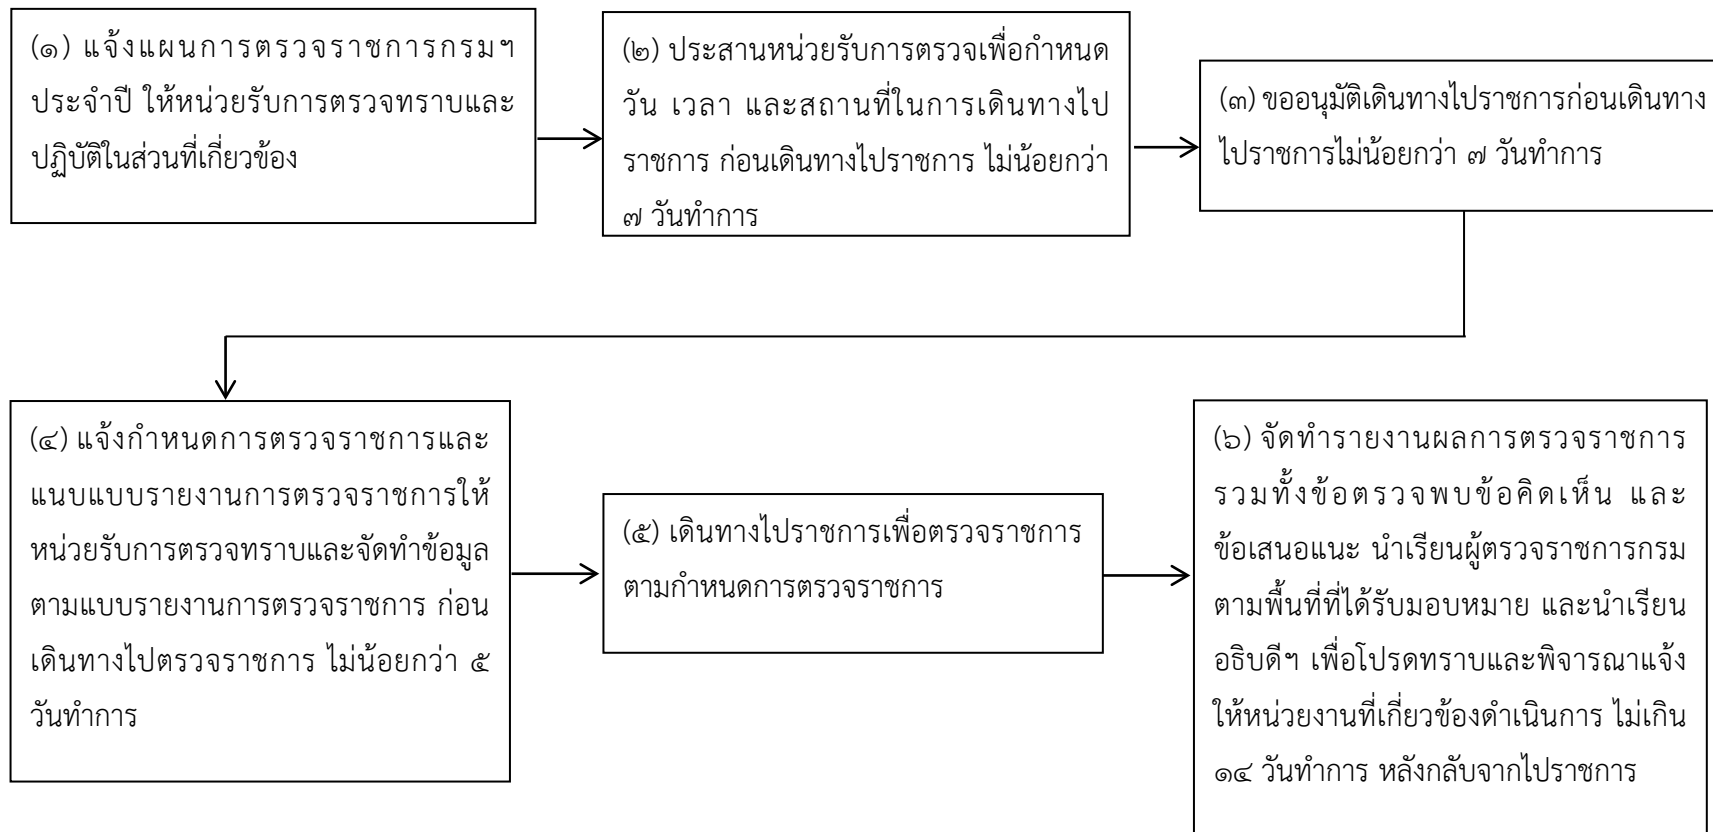 (๑) แจ้งแผนการตรวจราชการกรมฯ
ประจำปี ให้หน่วยรับการตรวจทราบและ
ปฏิบัติในส่วนที่เกี่ยวข้อง
(๒) ประสานหน่วยรับการตรวจเพื่อกำหนด
วัน เวลา และสถานที่ในการเดินทางไป
ราชการ ก่อนเดินทางไปราชการ ไม่น้อยกว่า
๗ วันทำการ
(๓) ขออนุมัติเดินทางไปราชการก่อนเดินทาง
ไปราชการไม่น้อยกว่า ๗ วันทำการ
(๔) แจ้งกำหนดการตรวจราชการและ
แนบแบบรายงานการตรวจราชการให้
หน่วยรับการตรวจทราบและจัดทำข้อมูล
ตามแบบรายงานการตรวจราชการ ก่อน
เดินทางไปตรวจราชการ ไม่น้อยกว่า ๕
วันทำการ
(๕) เดินทางไปราชการเพื่อตรวจราชการ
ตามกำหนดการตรวจราชการ
(๖) จัดทำรายงานผลการตรวจราชการ
รวมทั้งข้อตรวจพบข้อคิดเห็น และ
ข้อเสนอแนะ นำเรียนผู้ตรวจราชการกรม
ตามพื้นที่ที่ได้รับมอบหมาย และนำเรียน
อธิบดีฯ เพื่อโปรดทราบและพิจารณาแจ้ง
ให้หน่วยงานที่เกี่ยวข้องดำเนินการ ไม่เกิน
๑๔ วันทำการ หลังกลับจากไปราชการ